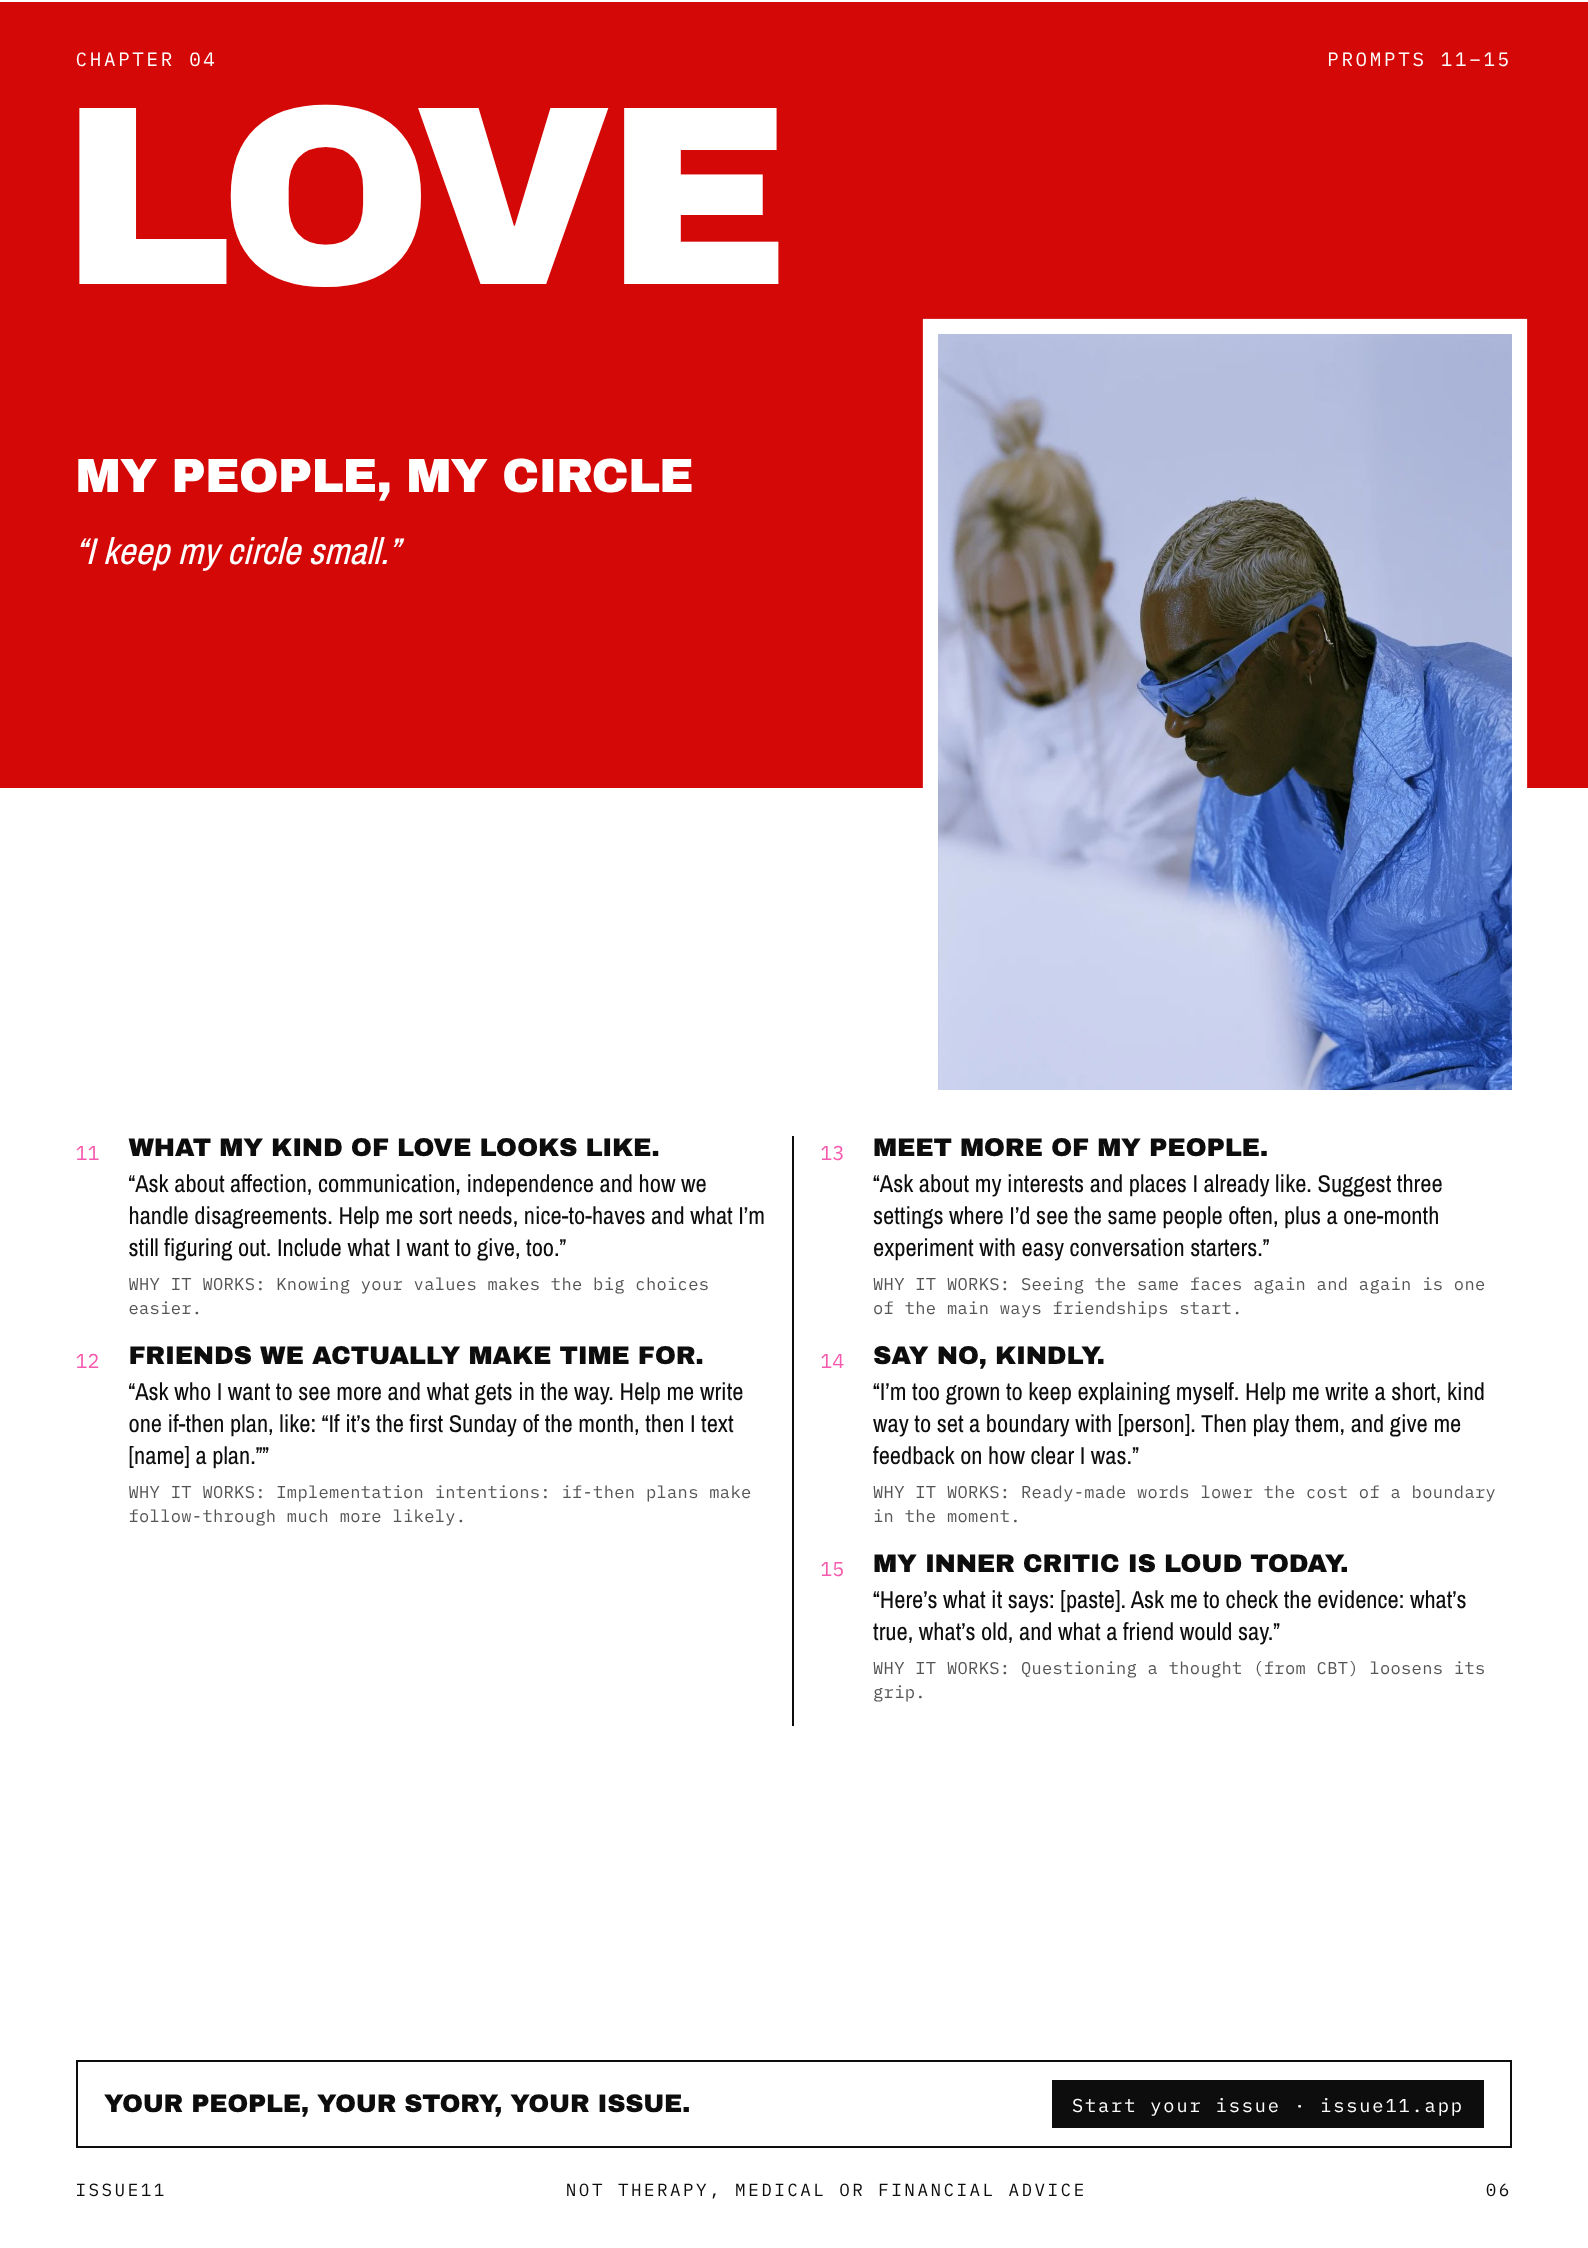 CHAPTER 04
PROMPTS 11–15
LOVE
MY PEOPLE, MY CIRCLE
“I keep my circle small.”
11
WHAT MY KIND OF LOVE LOOKS LIKE.
“Ask about affection, communication, independence and how we
handle disagreements. Help me sort needs, nice-to-haves and what I’m
still figuring out. Include what I want to give, too.”
WHY IT WORKS: Knowing your values makes the big choices
easier.
12
FRIENDS WE ACTUALLY MAKE TIME FOR.
“Ask who I want to see more and what gets in the way. Help me write
one if-then plan, like: “If it’s the first Sunday of the month, then I text
[name] a plan.””
WHY IT WORKS: Implementation intentions: if-then plans make
follow-through much more likely.
13
MEET MORE OF MY PEOPLE.
“Ask about my interests and places I already like. Suggest three
settings where I’d see the same people often, plus a one-month
experiment with easy conversation starters.”
WHY IT WORKS: Seeing the same faces again and again is one
of the main ways friendships start.
14
SAY NO, KINDLY.
“I’m too grown to keep explaining myself. Help me write a short, kind
way to set a boundary with [person]. Then play them, and give me
feedback on how clear I was.”
WHY IT WORKS: Ready-made words lower the cost of a boundary
in the moment.
15
MY INNER CRITIC IS LOUD TODAY.
“Here’s what it says: [paste]. Ask me to check the evidence: what’s
true, what’s old, and what a friend would say.”
WHY IT WORKS: Questioning a thought (from CBT) loosens its
grip.
YOUR PEOPLE, YOUR STORY, YOUR ISSUE.
Start your issue · issue11.app
ISSUE11
NOT THERAPY, MEDICAL OR FINANCIAL ADVICE
06